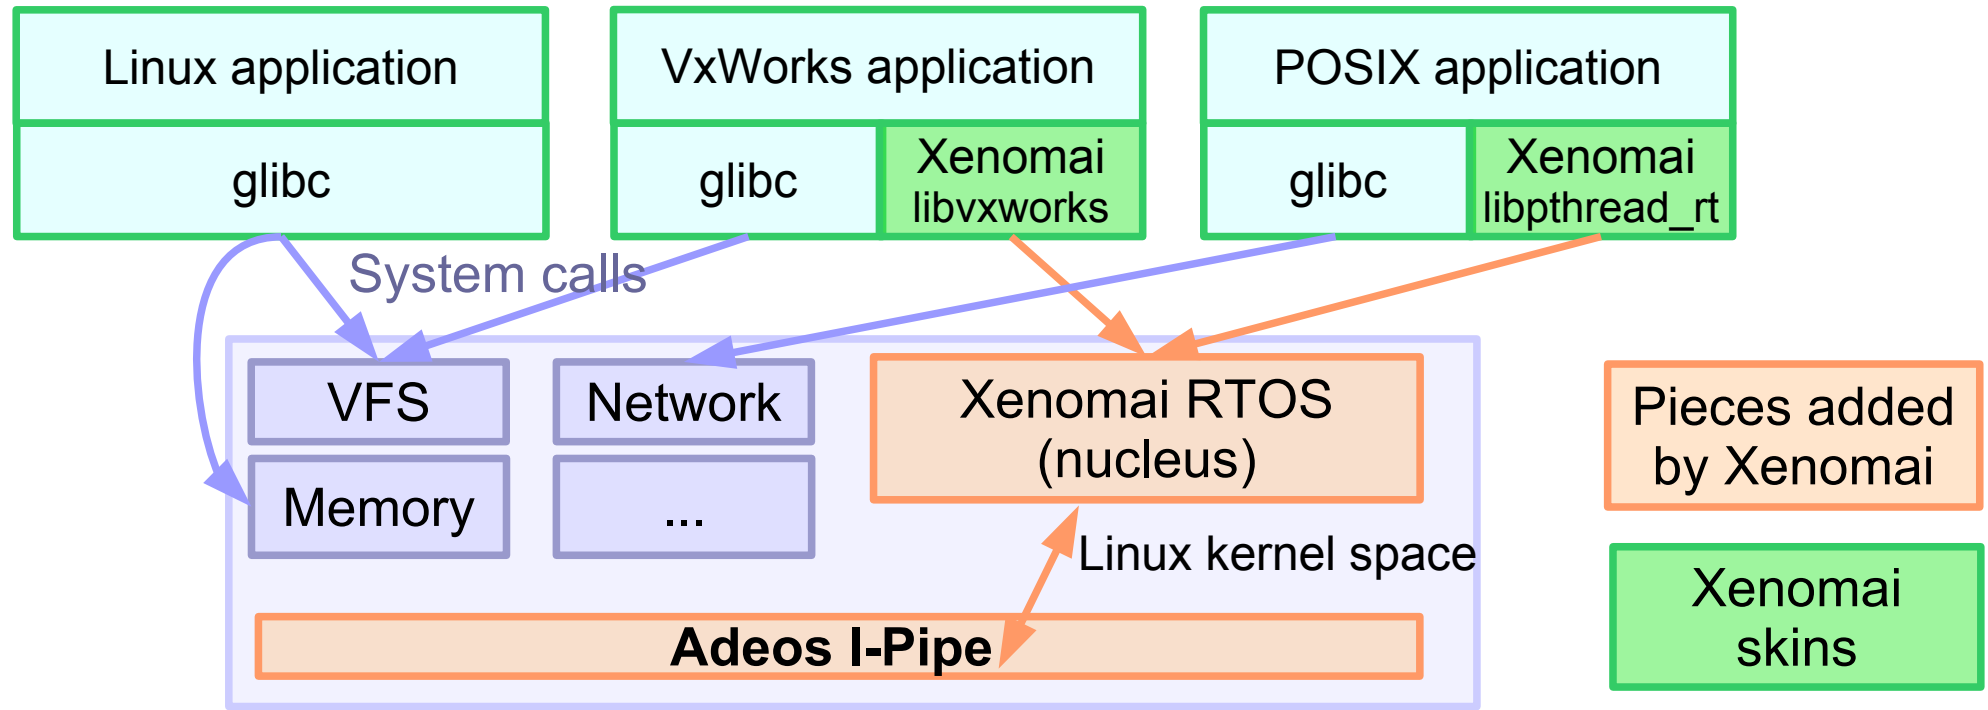 Linux application
VxWorks application
POSIX application
glibc
glibc
Xenomai
libvxworks
glibc
Xenomai
libpthread_rt
System calls
VFS
Network
Xenomai RTOS
(nucleus)
Memory
...
Linux kernel space
Adeos I-Pipe
Pieces added
by Xenomai
Xenomai
skins